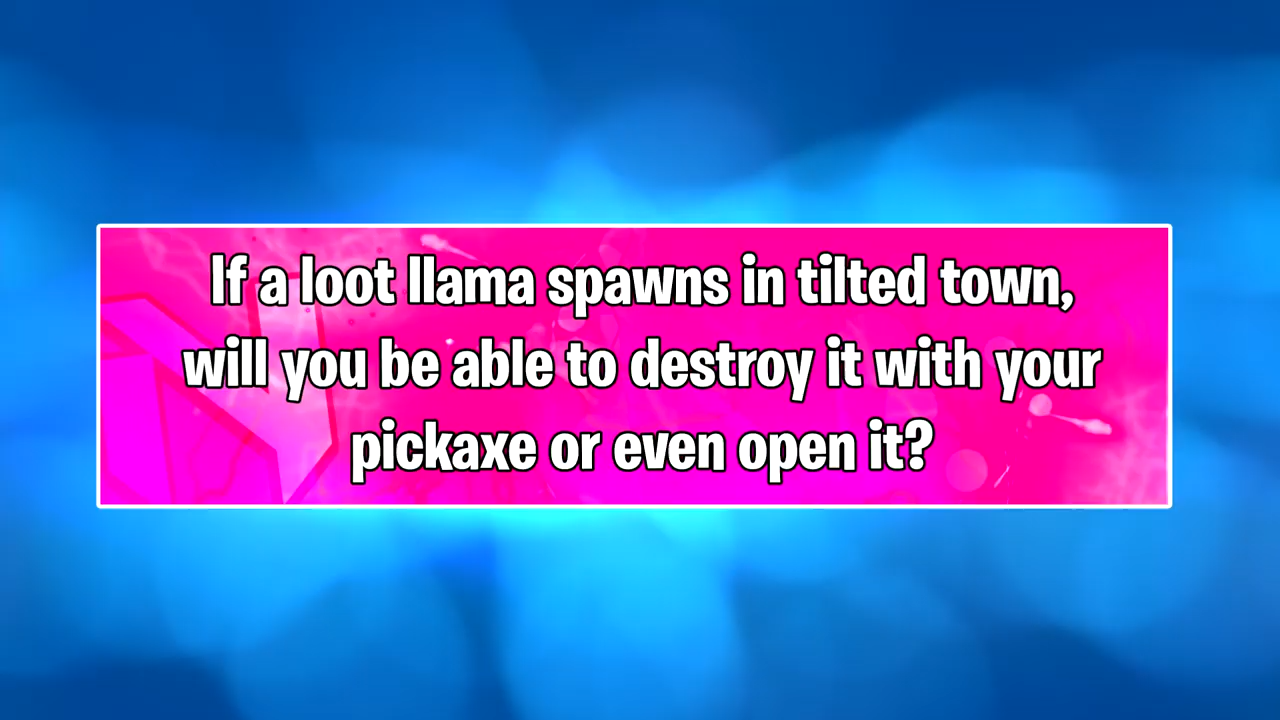 If a loot llama spawns in tilted town,
will you be able to destroy it with your
pickaxe or even open it?